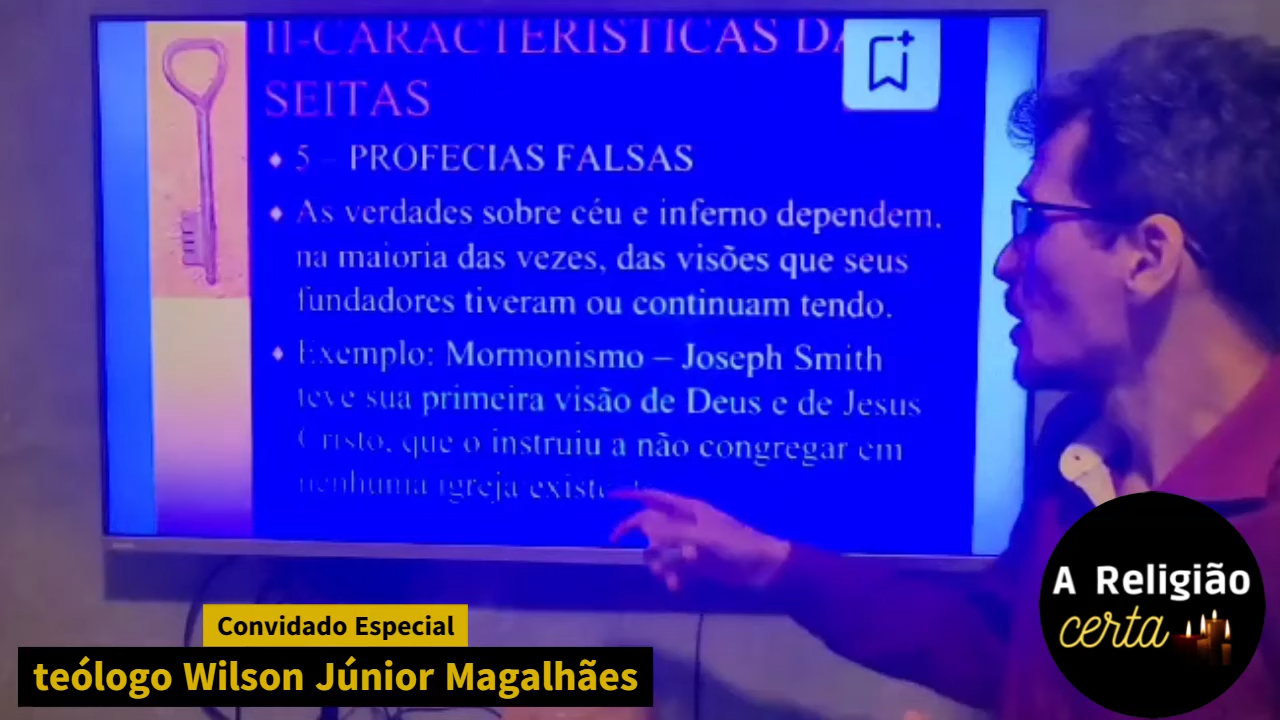 II-CARACTERÍSTICAS DA
SEITAS
5 – PROFECIAS FALSAS
As verdades sobre céu e inferno dependem,
na maioria das vezes, das visões que seus
fundadores tiveram ou continuam tendo.
Exemplo: Mormonismo – Joseph Smith
teve sua primeira visão de Deus e de Jesus
Cristo, que o instruiu a não congregar em
nenhuma igreja
A Religião
certa
Convidado Especial
teólogo Wilson Júnior Magalhães